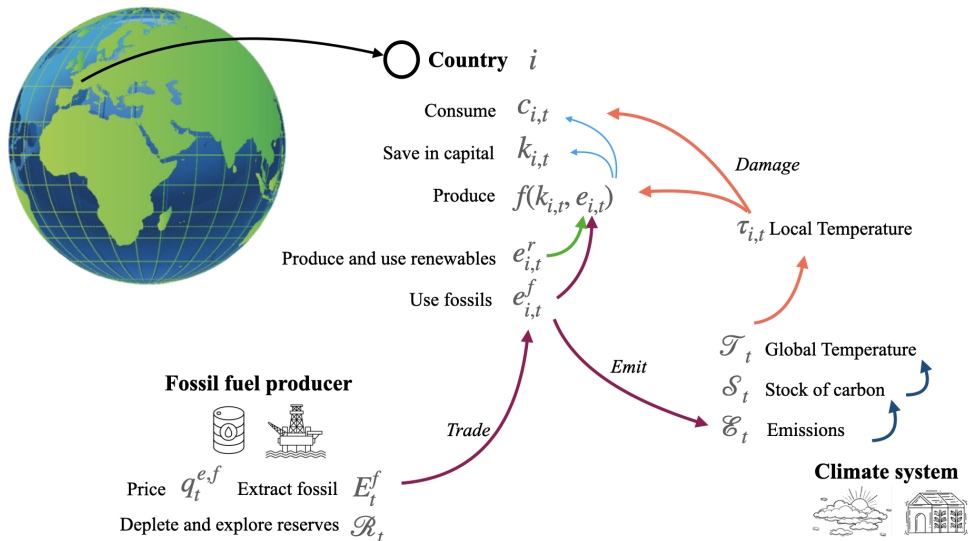 Country i
Consume c_{i,t}
Save in capital k_{i,t}
Damage
Produce f(k_{i,t}, e_{i,t})
τ_{i,t} Local Temperature
Produce and use renewables e^r_{i,t}
Use fossils e^f_{i,t}
𝒯_t Global Temperature
Emit
Fossil fuel producer
𝒮_t Stock of carbon
Trade
ℰ_t Emissions
Climate system
Price q_t^{e,f} Extract fossil E_t^f
Deplete and explore reserves ℛ_t